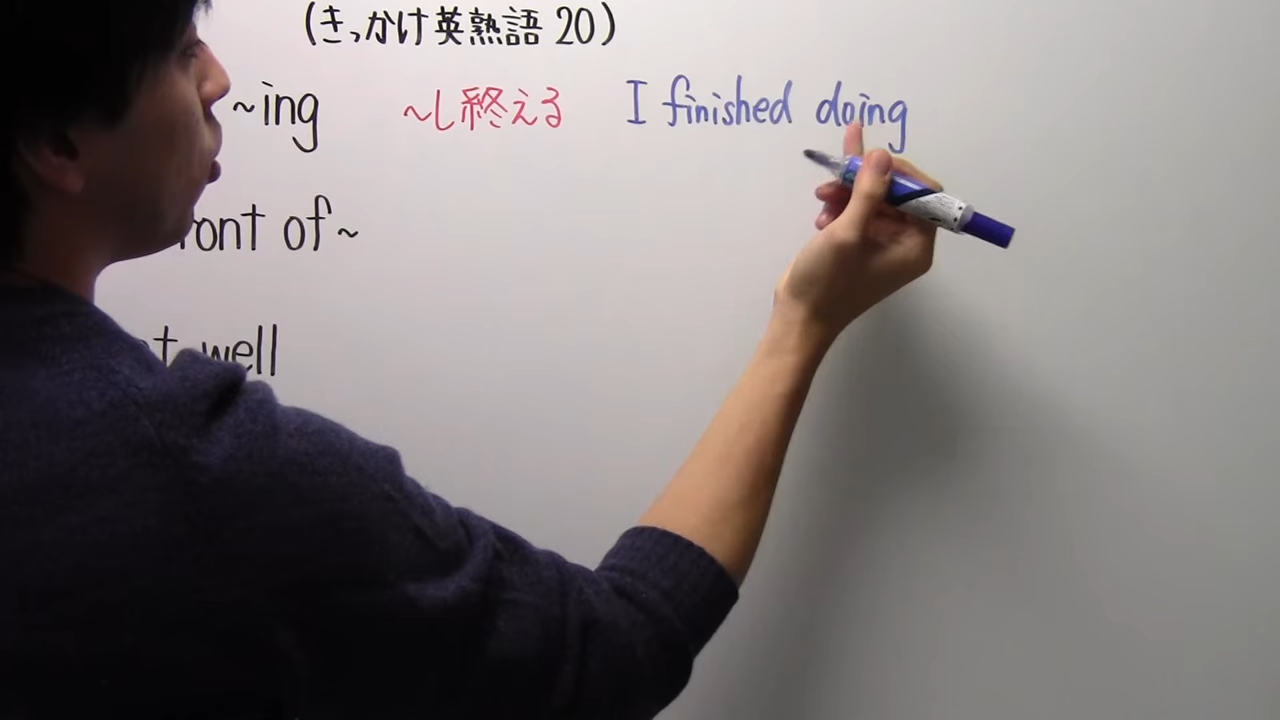 (きっかけ英熟語 20)
~ing ~し終える I finished doing
ront of~
well